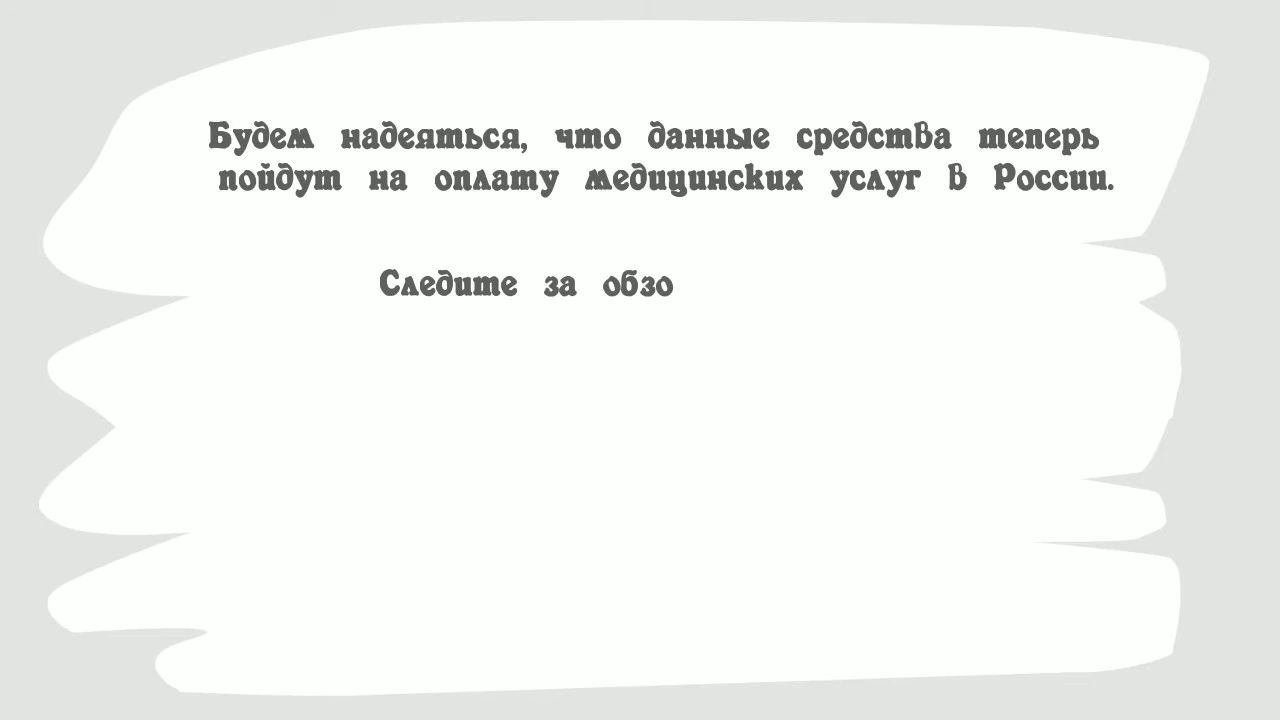 Будем надеяться, что данные средства теперь
пойдут на оплату медицинских услуг в России.
Следите за обзо